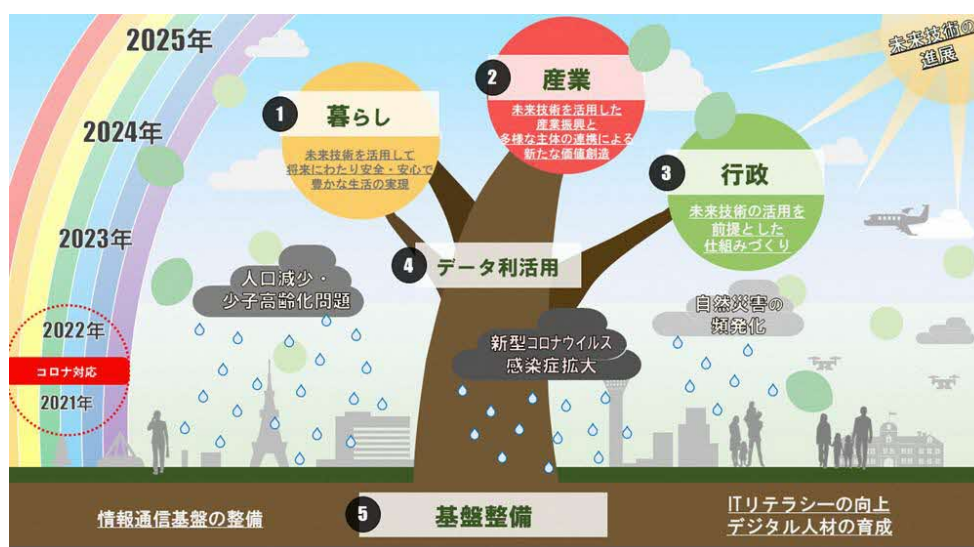 2025年
2024年
2023年
2022年
コロナ対応
2021年
未来技術の
進展
1
暮らし
未来技術を活用して
将来にわたり安全・安心で
豊かな生活の実現
2
産業
未来技術を活用した
産業振興と
多様な主体の連携による
新たな価値創造
3
行政
未来技術の活用を
前提とした
仕組みづくり
4
データ利活用
人口減少・
少子高齢化問題
新型コロナウイルス
感染症拡大
自然災害の
頻発化
情報通信基盤の整備
5
基盤整備
ITリテラシーの向上
デジタル人材の育成